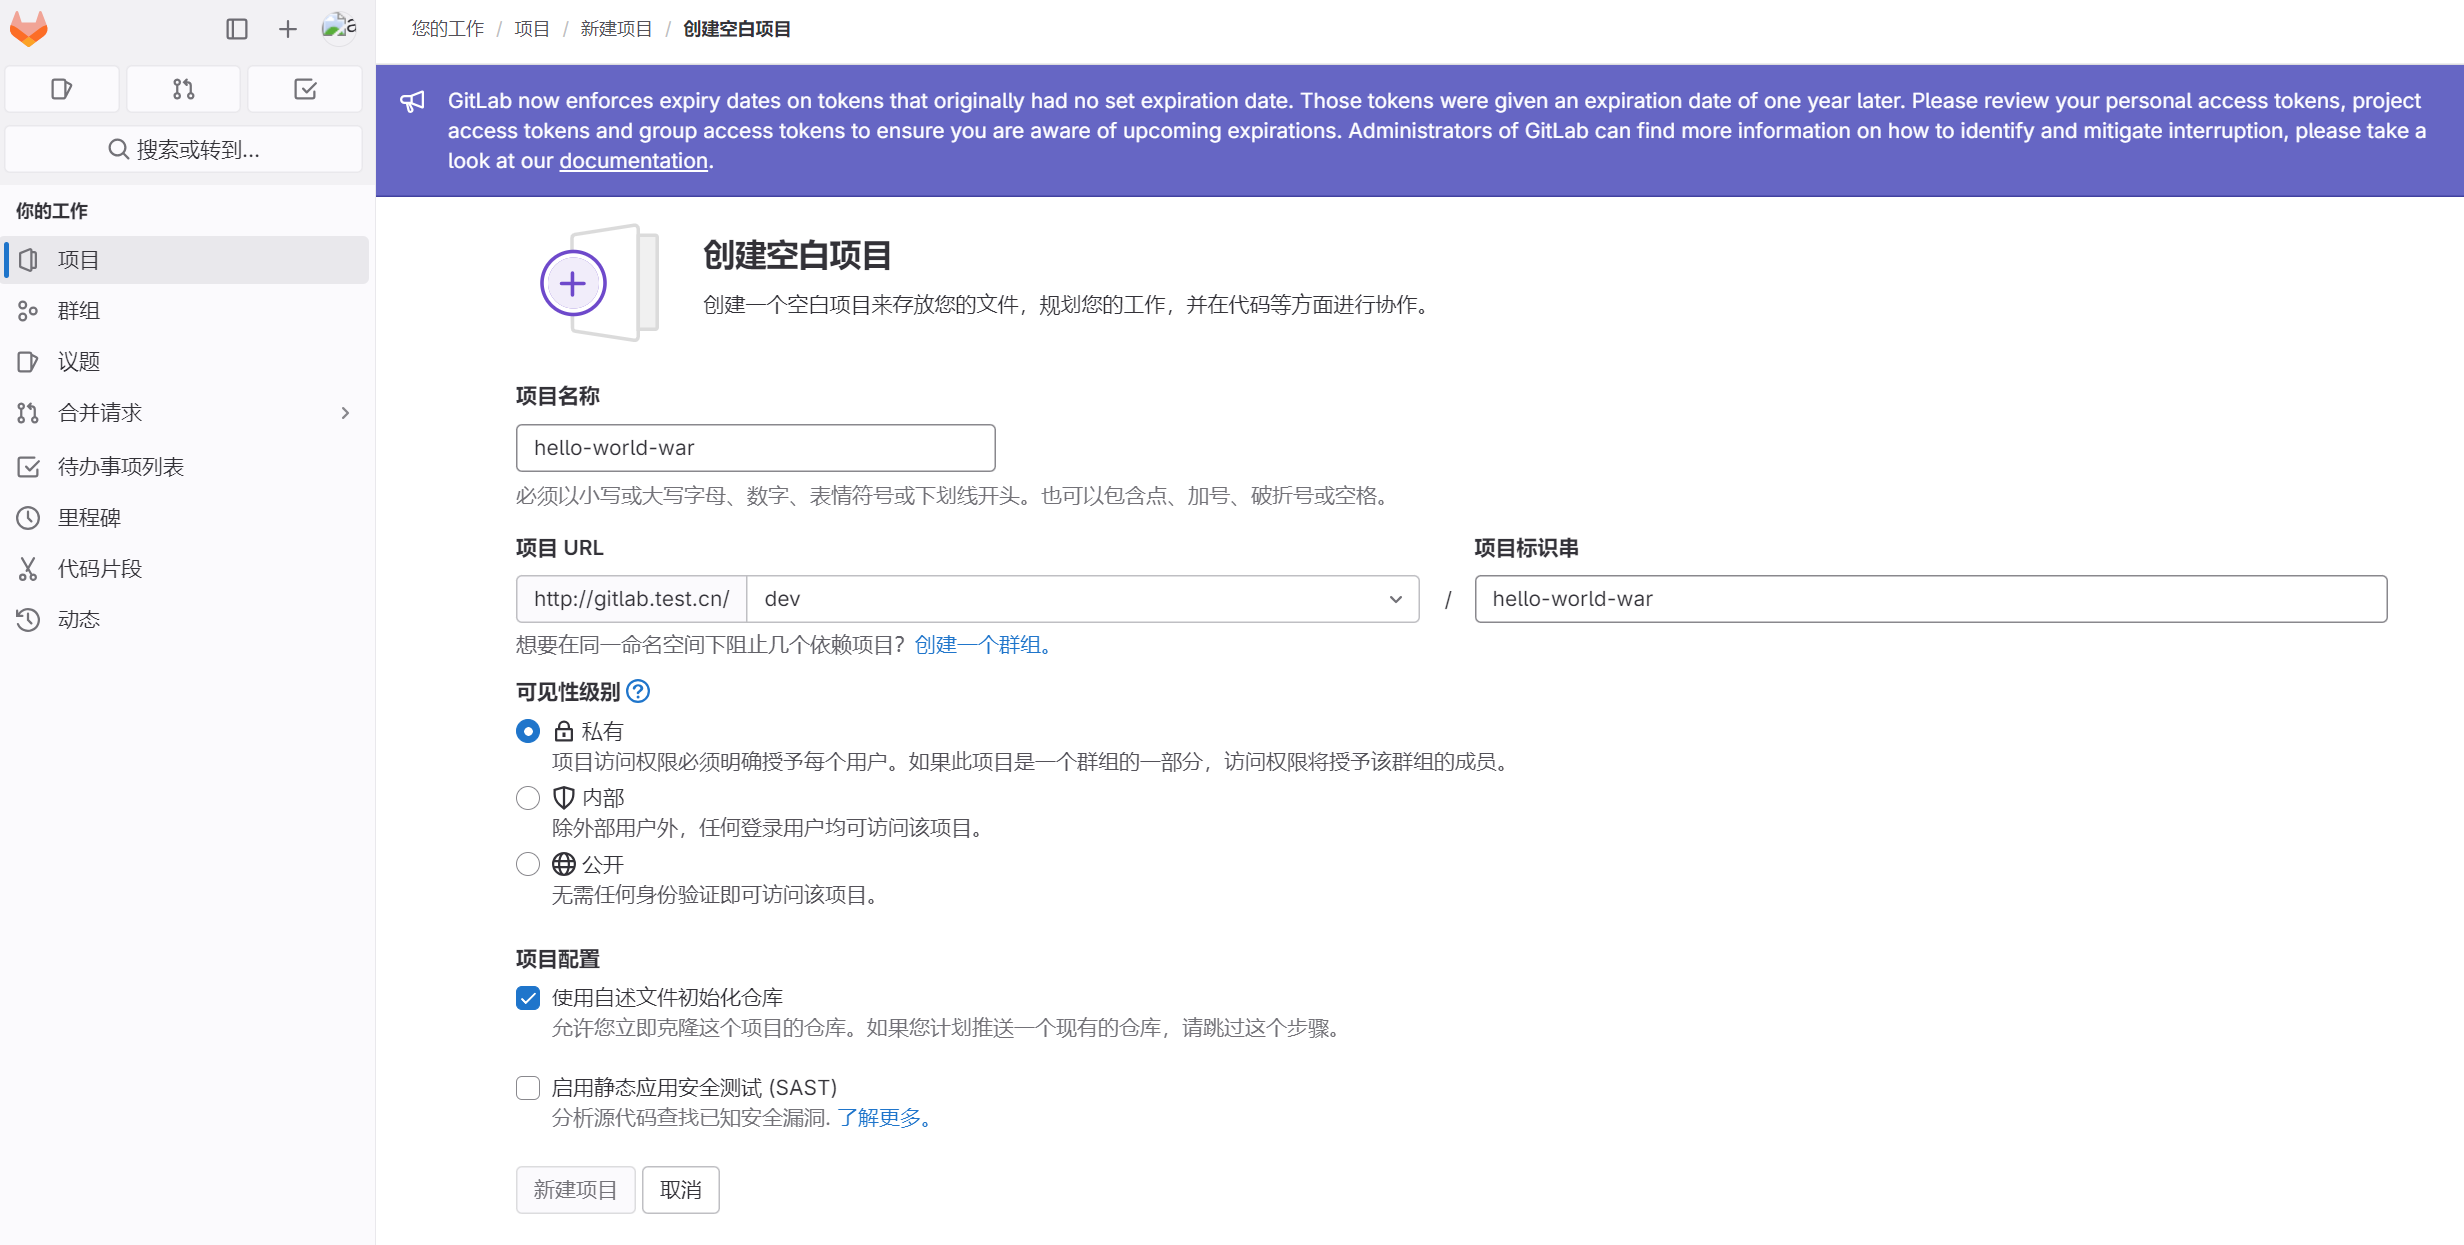 您的工作 / 项目 / 新建项目 / 创建空白项目
搜索或转到...
你的工作
项目
群组
议题
合并请求
待办事项列表
里程碑
代码片段
动态
GitLab now enforces expiry dates on tokens that originally had no set expiration date. Those tokens were given an expiration date of one year later. Please review your personal access tokens, project
access tokens and group access tokens to ensure you are aware of upcoming expirations. Administrators of GitLab can find more information on how to identify and mitigate interruption, please take a
look at our documentation.
创建空白项目
创建一个空白项目来存放您的文件，规划您的工作，并在代码等方面进行协作。
项目名称
hello-world-war
必须以小写或大写字母、数字、表情符号或下划线开头。也可以包含点、加号、破折号或空格。
项目 URL
项目标识串
http://gitlab.test.cn/ dev / hello-world-war
想要在同一命名空间下阻止几个依赖项目？创建一个群组。
可见性级别
私有
项目访问权限必须明确授予每个用户。如果此项目是一个群组的一部分，访问权限将授予该群组的成员。
内部
除外部用户外，任何登录用户均可访问该项目。
公开
无需任何身份验证即可访问该项目。
项目配置
使用自述文件初始化仓库
允许您立即克隆这个项目的仓库。如果您计划推送一个现有的仓库，请跳过这个步骤。
启用静态应用安全测试 (SAST)
分析源代码查找已知安全漏洞. 了解更多。
新建项目 取消